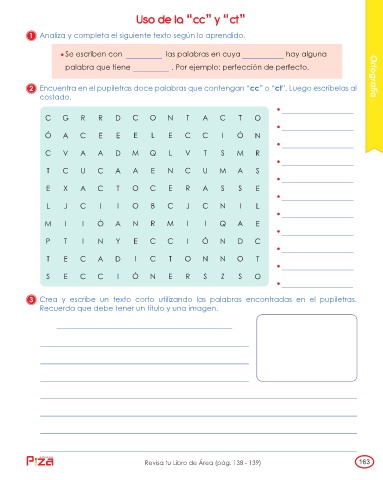 Uso de la “cc” y “ct”
1 Analiza y completa el siguiente texto según lo aprendido.
• Se escriben con __________ las palabras en cuya __________ hay alguna
palabra que tiene __________ . Por ejemplo: perfección de perfecto.
2 Encuentra en el pupiletras doce palabras que contengan “cc” o “ct”. Luego escríbelas al
costado.
C G R R D C O N T A C T O
Ó A C E E E L E C C I Ó N
C V A A D M Q L V T S M R
T C U C A A E N C U M A S
E X A C T O C E R A S S E
L J C I I O B C J C N I L
M I I Ó A N R M I I Q A E
P T I N Y E C C I Ó N D C
T E C A D I C T O N N O T
S E C C I Ó N E R S Z S O
3 Crea y escribe un texto corto utilizando las palabras encontradas en el pupiletras.
Recuerda que debe tener un título y una imagen.
Ortografía
Piza
Revisa tu Libro de Área (pág. 138 - 139)
163